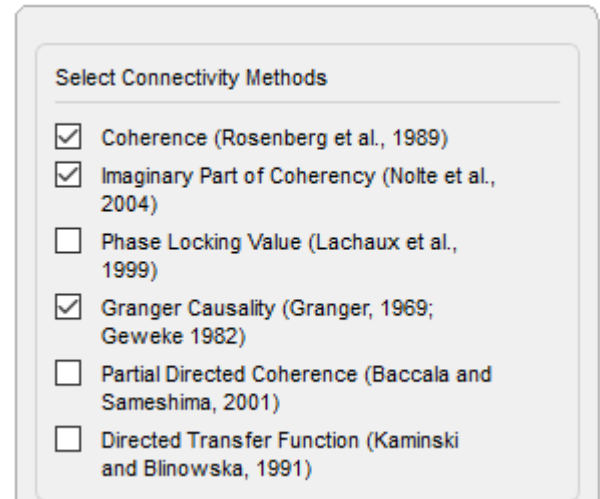 Select Connectivity Methods
Coherence (Rosenberg et al., 1989)
Imaginary Part of Coherency (Nolte et al.,
2004)
Phase Locking Value (Lachaux et al.,
1999)
Granger Causality (Granger, 1969;
Geweke 1982)
Partial Directed Coherence (Baccala and
Sameshima, 2001)
Directed Transfer Function (Kaminski
and Blinowska, 1991)